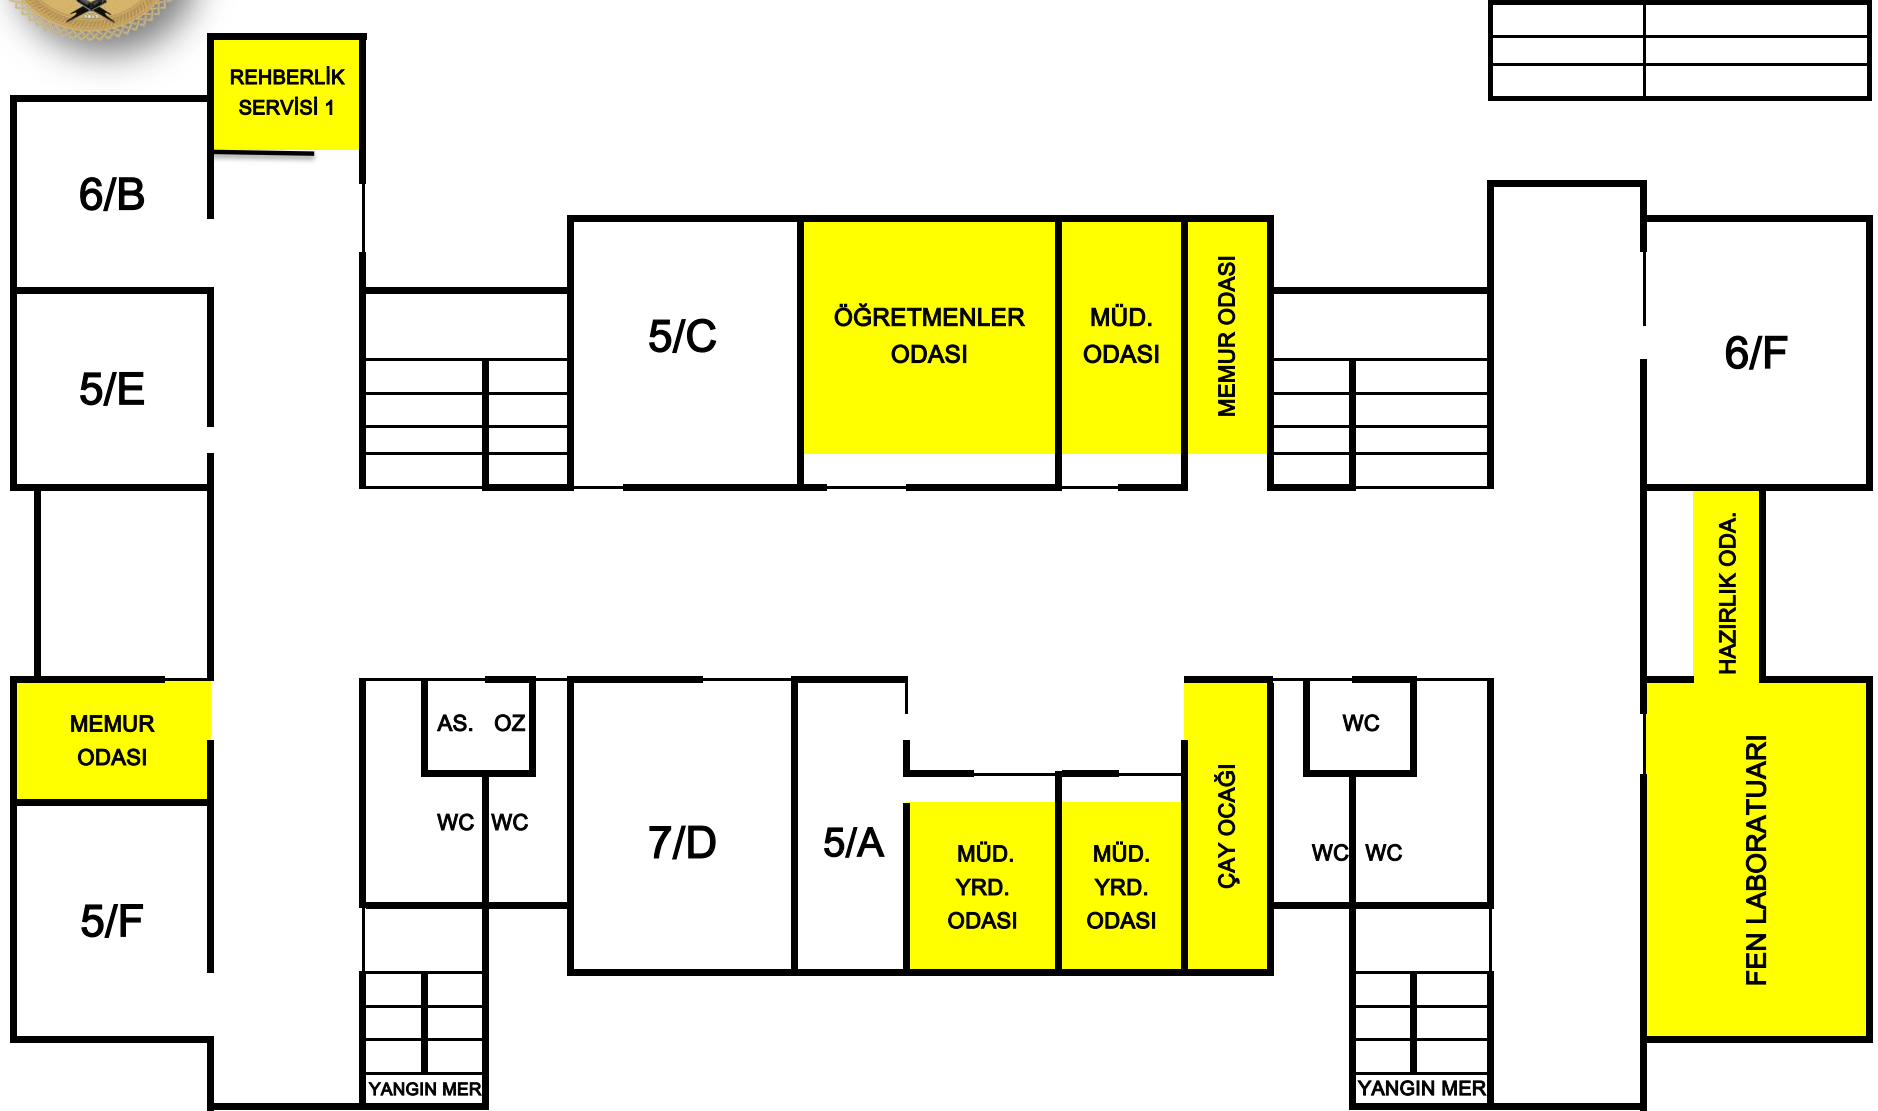 REHBERLİK
SERVİSİ 1
6/B
5/E
5/C
ÖĞRETMENLER
ODASI
MÜD.
ODASI
MEMUR ODASI
6/F
HAZIRLIK ODA.
MEMUR
ODASI
AS. OZ
WC WC
5/F
7/D
5/A
MÜD.
YRD.
ODASI
MÜD.
YRD.
ODASI
ÇAY OCAĞI
WC
WC WC
FEN LABORATUARI
YANGIN MER
YANGIN MER